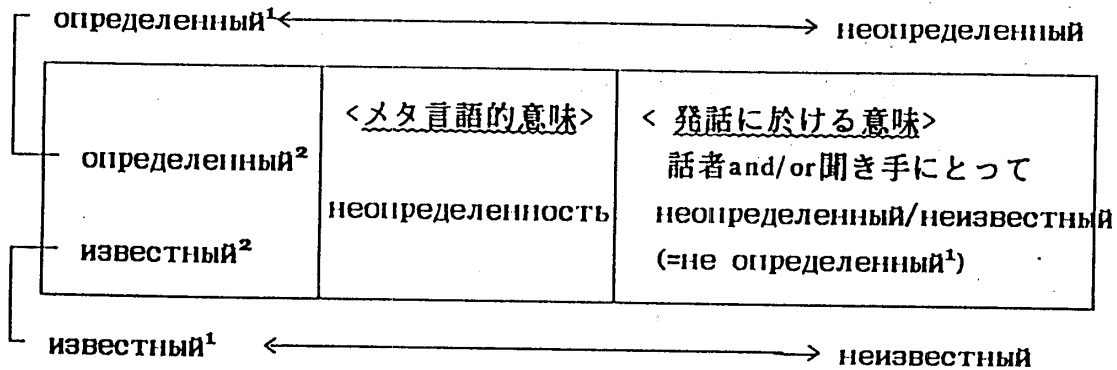 определенный¹ ⟷ неопределенный
<メタ言語的意味> < 発話に於ける意味>
определенный² 話者and/or聞き手にとって
неопределенность неопределенный/неизвестный
известный² (=не определенный¹)
известный¹ ⟷ неизвестный